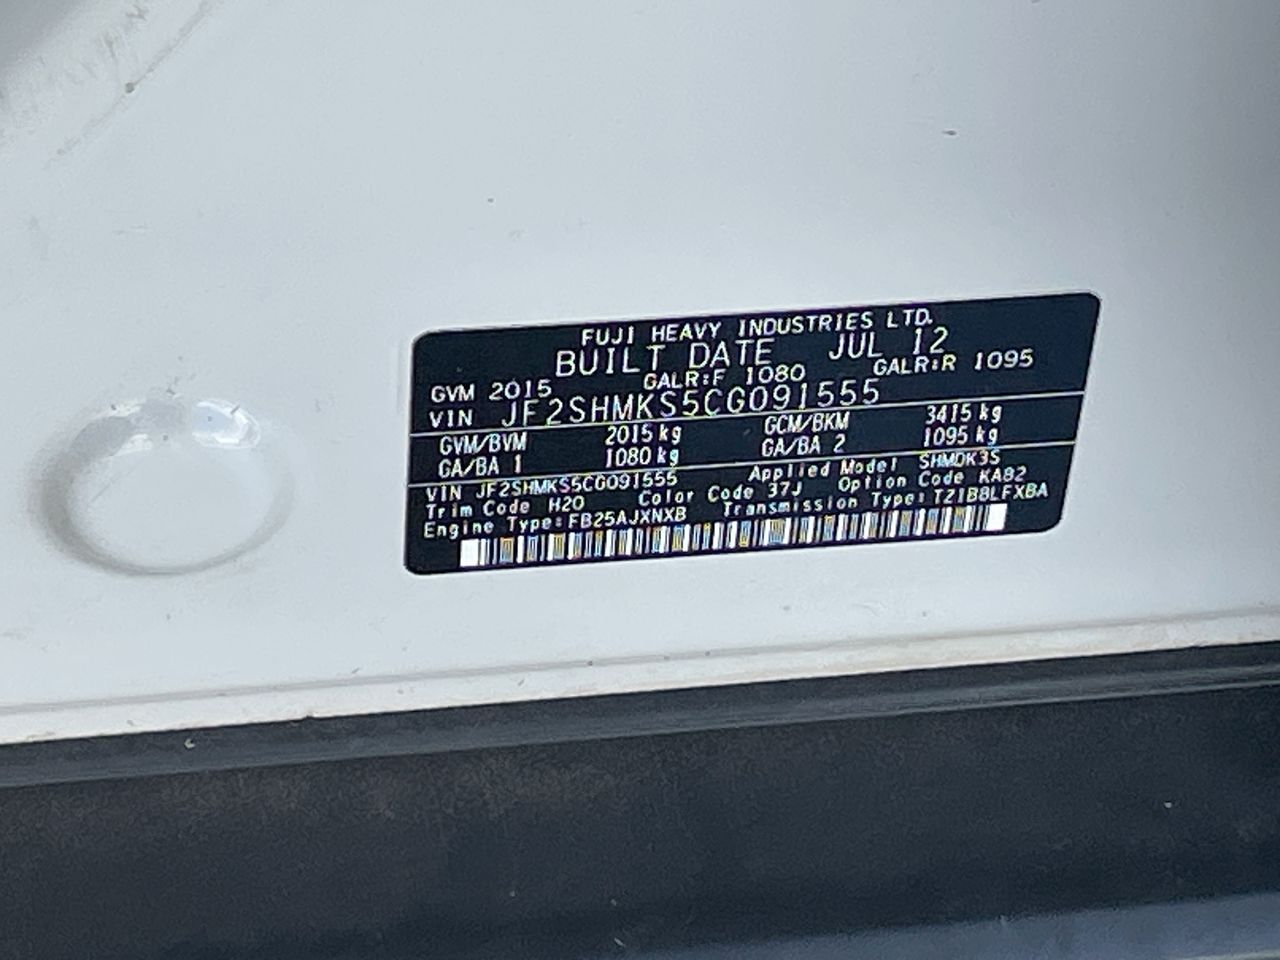 FUJI HEAVY INDUSTRIES LTD.
BUILT DATE JUL 12
GVM 2015 GALR:F 1080 GALR:R 1095
VIN JF2SHMKS5CG091555
GVM/BVM 2015 kg GCM/BKM 3415 kg
GA/BA 1 1080 kg GA/BA 2 1095 kg
VIN JF2SHMKS5CG091555 Applied Model SHMDK3S
Trim Code H20 Color Code 37J Option Code KA82
Engine Type:FB25AJXNXB Transmission Type:TZ1B8LFXBA